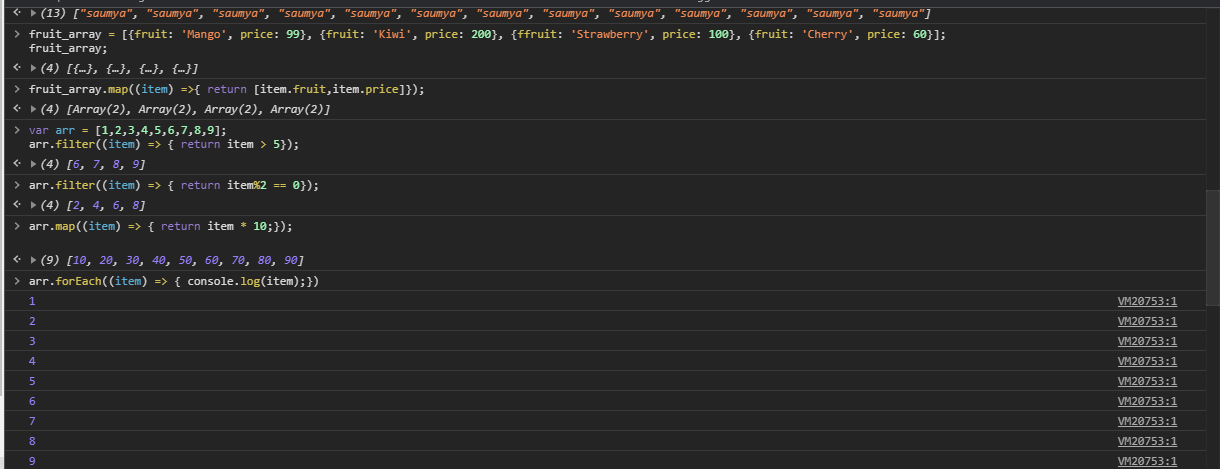 (13) ["saumya", "saumya", "saumya", "saumya", "saumya", "saumya", "saumya", "saumya", "saumya", "saumya", "saumya", "saumya", "saumya"]
fruit_array = [{fruit: 'Mango', price: 99}, {fruit: 'Kiwi', price: 200}, {ffruit: 'Strawberry', price: 100}, {fruit: 'Cherry', price: 60}];
fruit_array;
(4) [{…}, {…}, {…}, {…}]
fruit_array.map((item) =>{ return [item.fruit,item.price]});
(4) [Array(2), Array(2), Array(2), Array(2)]
var arr = [1,2,3,4,5,6,7,8,9];
arr.filter((item) => { return item > 5});
(4) [6, 7, 8, 9]
arr.filter((item) => { return item%2 == 0});
(4) [2, 4, 6, 8]
arr.map((item) => { return item * 10;});
(9) [10, 20, 30, 40, 50, 60, 70, 80, 90]
arr.forEach((item) => { console.log(item);})
1 VM20753:1
2 VM20753:1
3 VM20753:1
4 VM20753:1
5 VM20753:1
6 VM20753:1
7 VM20753:1
8 VM20753:1
9 VM20753:1